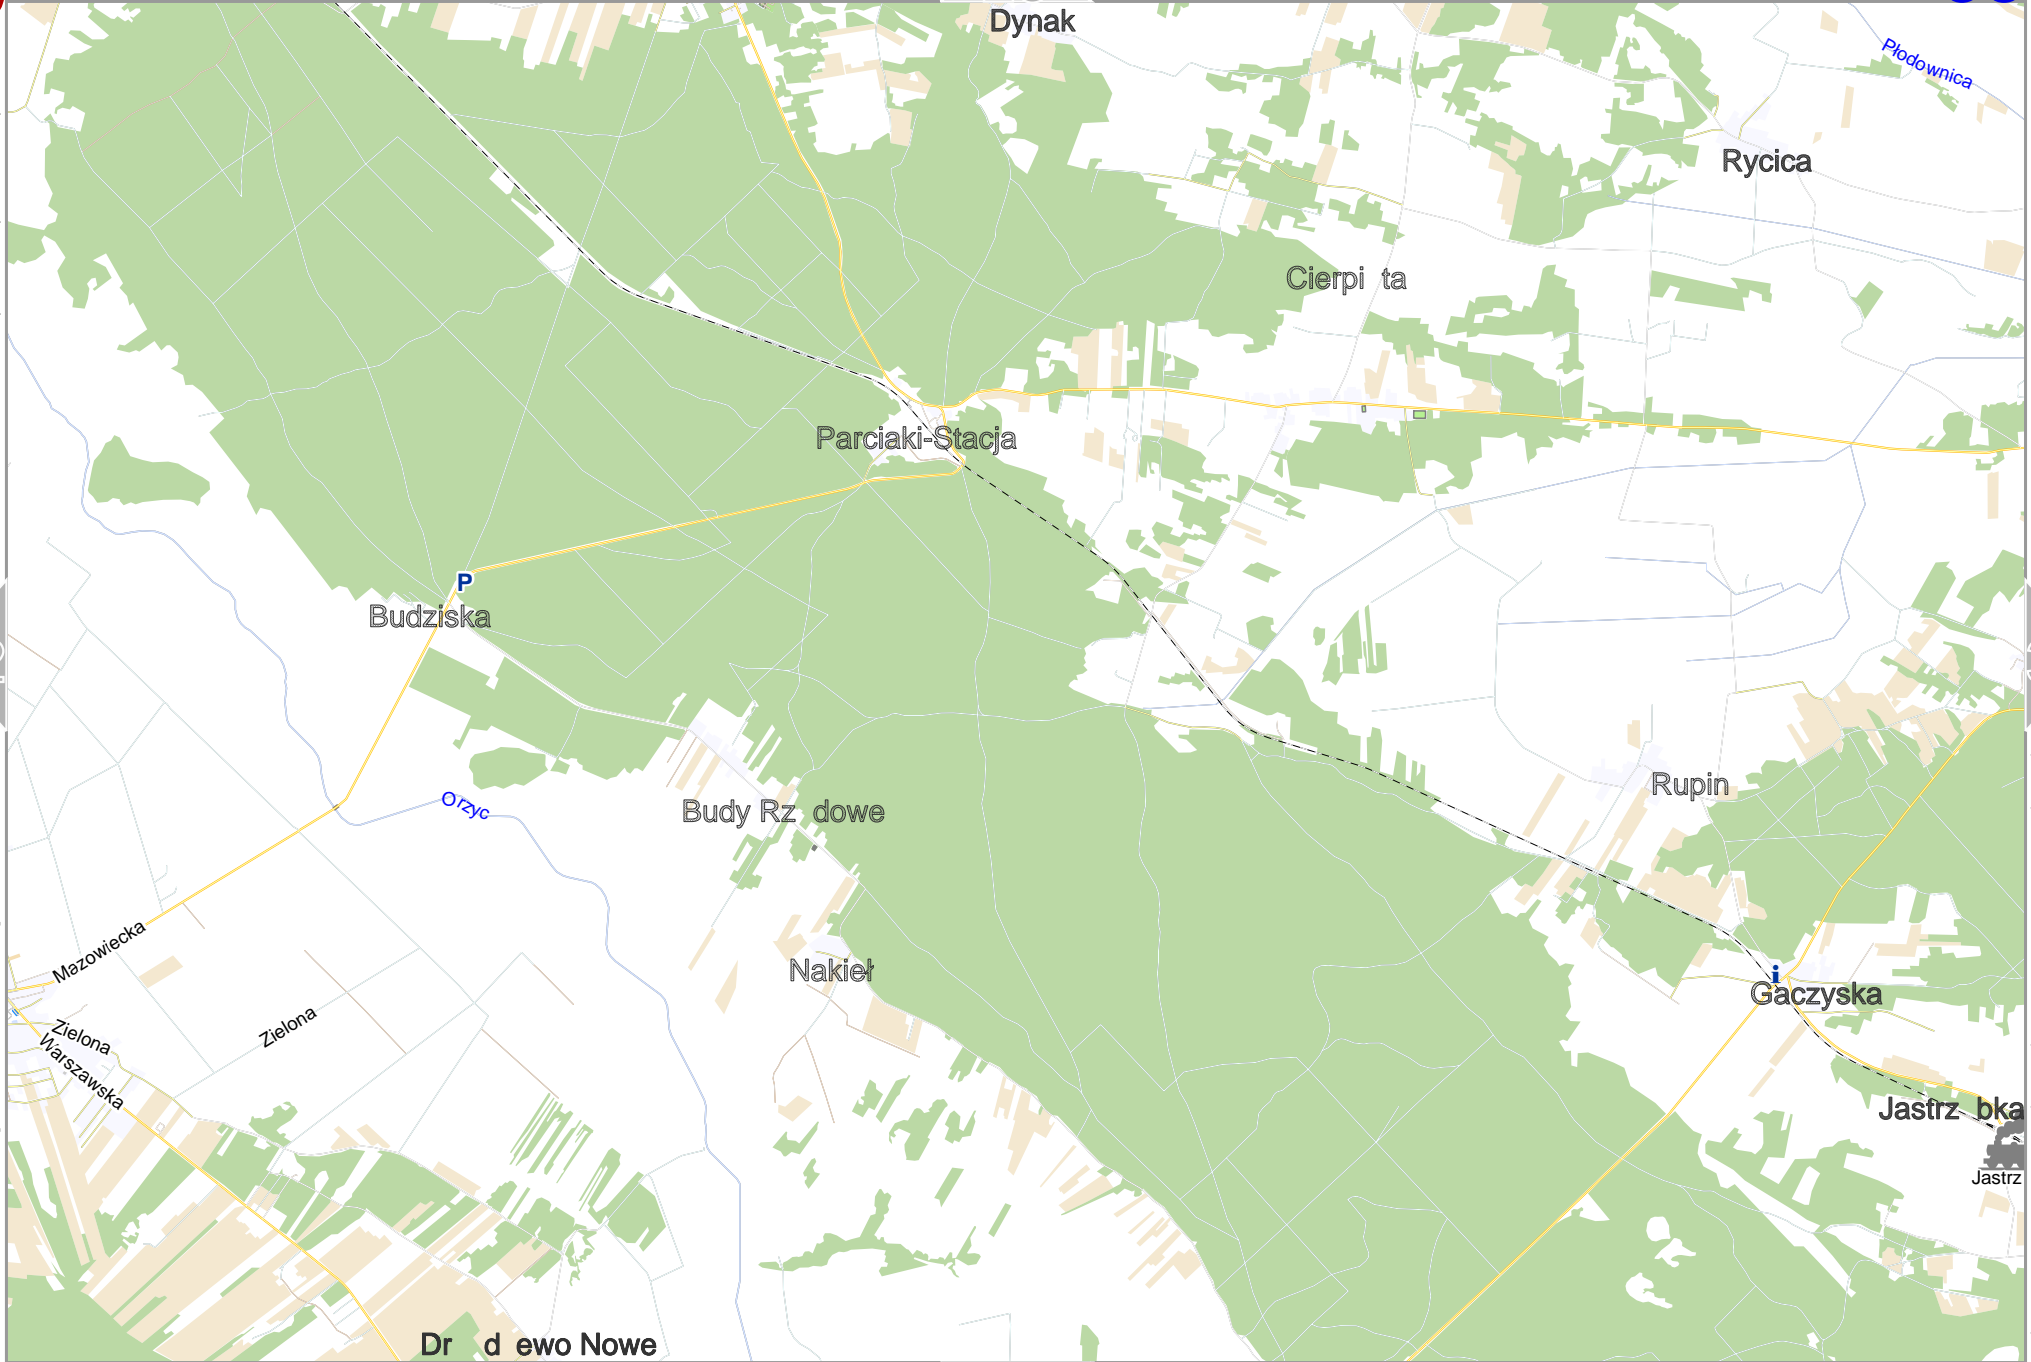 Dynak
Płodownica
Rycica
Cierpi ta
Parciaki-Stacja
P
Budziska
Rupin
Orzyc
Budy Rz dowe
Mazowiecka
Nakieł
i
Gaczyska
Zielona
Zielona
Warszawska
Jastrz bka
Jastrz
Dr d ewo Nowe